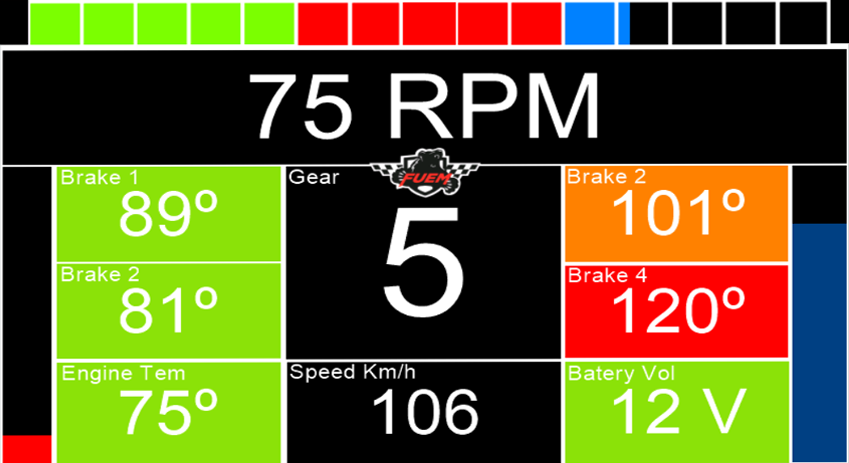 75 RPM
FUEM
Brake 1
89º
Gear
5
Brake 2
101º
Brake 2
81º
Brake 4
120º
Engine Tem
75º
Speed Km/h
106
Batery Vol
12 V